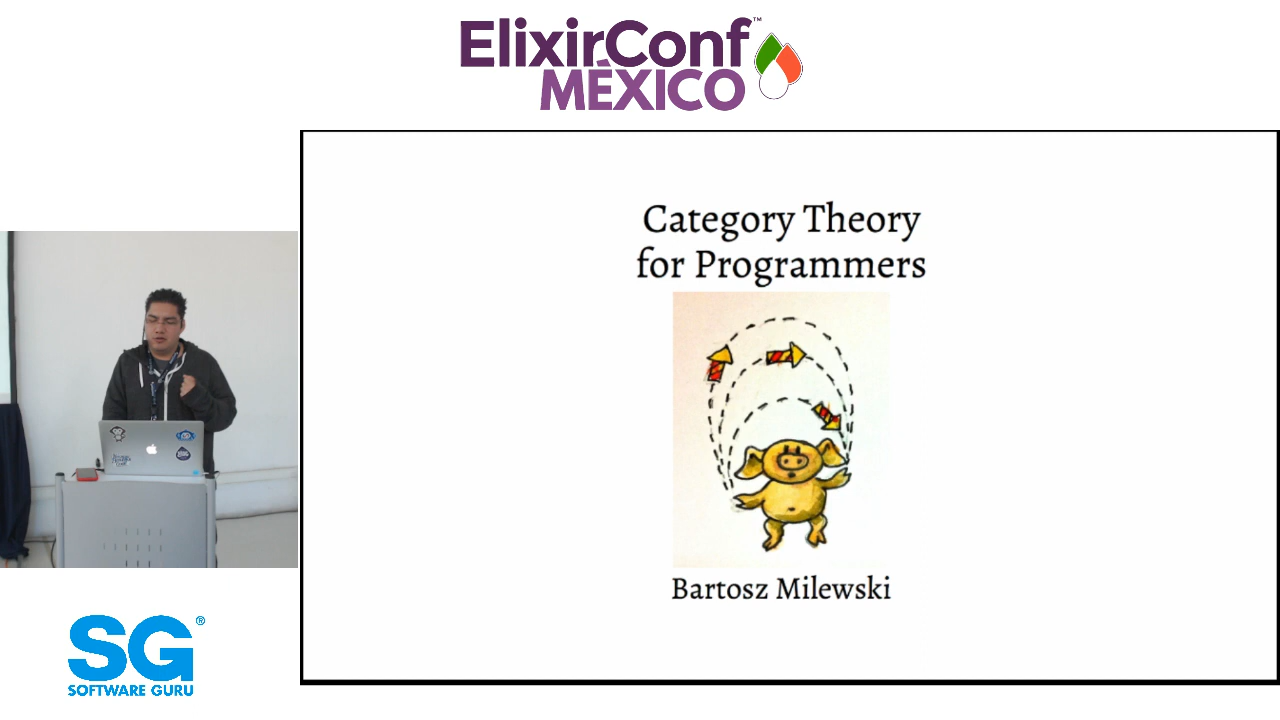 ElixirConf™
MÉXICO
Category Theory
for Programmers
Bartosz Milewski
SG®
SOFTWARE GURU